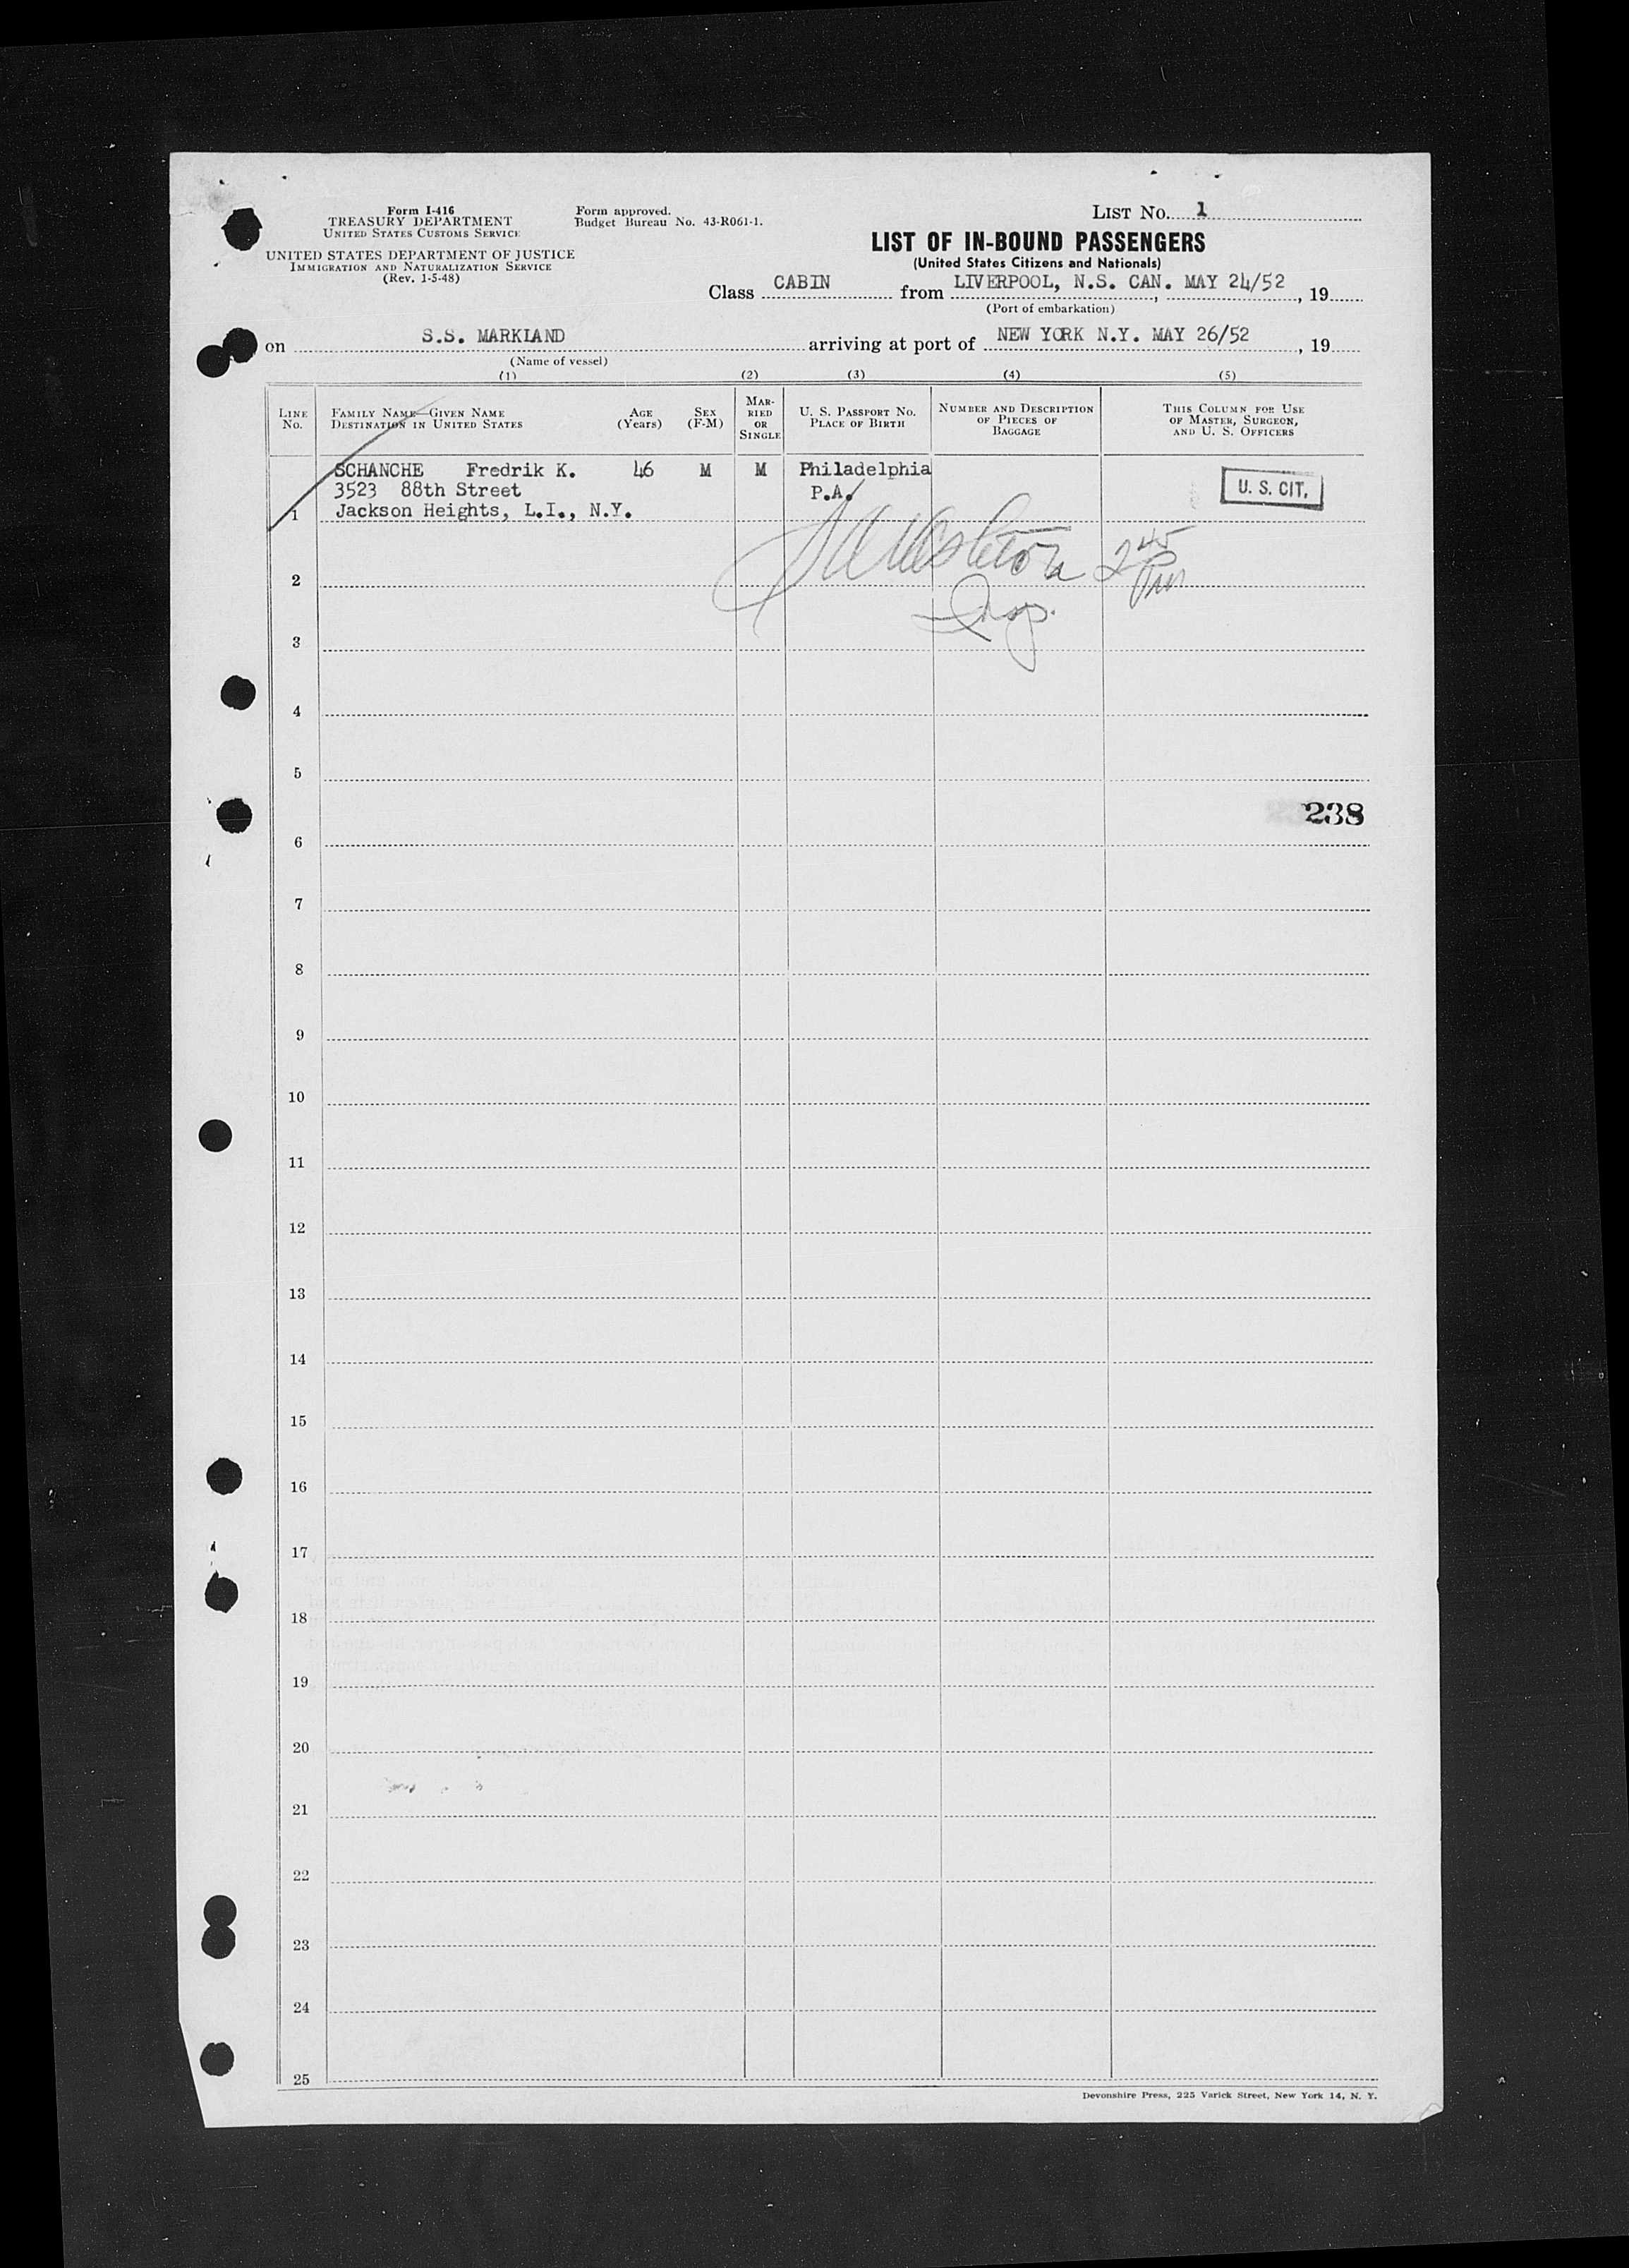 Form I-416
TREASURY DEPARTMENT
UNITED STATES CUSTOMS SERVICE
UNITED STATES DEPARTMENT OF JUSTICE
IMMIGRATION AND NATURALIZATION SERVICE
(Rev. 1-5-48)
Form approved.
Budget Bureau No. 43-R061-1.
LIST No. 1
LIST OF IN-BOUND PASSENGERS
(United States Citizens and Nationals)
Class CABIN from LIVERPOOL, N.S. CAN. MAY 24/52, 19
(Port of embarkation)
on S.S. MARKLAND arriving at port of NEW YORK N.Y. MAY 26/52, 19
(Name of vessel)
(1) (2) (3) (4) (5)
LINE No.
FAMILY NAME—GIVEN NAME
DESTINATION IN UNITED STATES
AGE (Years)
SEX (F-M)
MARRIED OR SINGLE
U. S. PASSPORT No.
PLACE OF BIRTH
NUMBER AND DESCRIPTION OF PIECES OF BAGGAGE
THIS COLUMN FOR USE OF MASTER, SURGEON, AND U. S. OFFICERS
SCHANCHE Fredrik K. 46 M M Philadelphia
3523 88th Street P.A.
U. S. CIT.
1 Jackson Heights, L.I., N.Y.
2 45 PM
2
Insp.
3
4
5
238
6
7
8
9
10
11
12
13
14
15
16
17
18
19
20
21
22
23
24
25
Devonshire Press, 225 Varick Street, New York 14, N. Y.